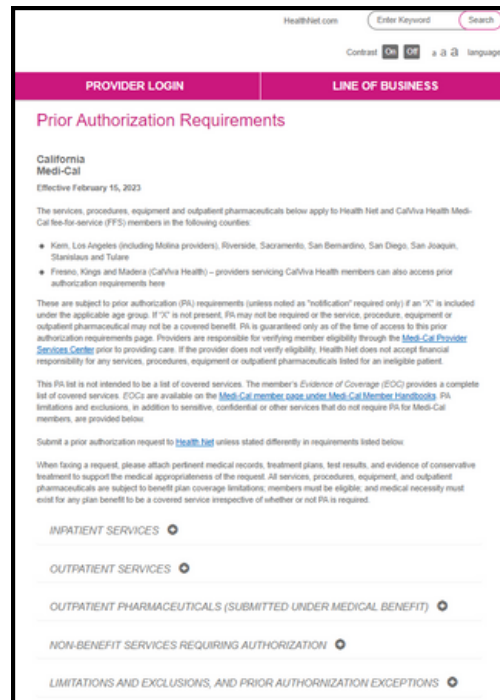 HealthNet.com Enter Keyword Search
Contrast On Off a a a language
PROVIDER LOGIN LINE OF BUSINESS
Prior Authorization Requirements
California
Medi-Cal
Effective February 15, 2023
The services, procedures, equipment and outpatient pharmaceuticals below apply to Health Net and CalViva Health Medi-
Cal fee-for-service (FFS) members in the following counties:
Kern, Los Angeles (including Molina providers), Riverside, Sacramento, San Bernardino, San Diego, San Joaquin,
Stanislaus and Tulare
Fresno, Kings and Madera (CalViva Health) – providers servicing CalViva Health members can also access prior
authorization requirements here
These are subject to prior authorization (PA) requirements (unless noted as "notification" required only) if an "X" is included
under the applicable age group. If "X" is not present, PA may not be required or the service, procedure, equipment or
outpatient pharmaceutical may not be a covered benefit. PA is guaranteed only as of the time of access to this prior
authorization requirements page. Providers are responsible for verifying member eligibility through the Medi-Cal Provider
Services Center prior to providing care. If the provider does not verify eligibility, Health Net does not accept financial
responsibility for any services, procedures, equipment or outpatient pharmaceuticals listed for an ineligible patient.
This PA list is not intended to be a list of covered services. The member's Evidence of Coverage (EOC) provides a complete
list of covered services. EOCs are available on the Medi-Cal member page under Medi-Cal Member Handbooks. PA
limitations and exclusions, in addition to sensitive, confidential or other services that do not require PA for Medi-Cal
members, are provided below.
Submit a prior authorization request to Health Net unless stated differently in requirements listed below.
When faxing a request, please attach pertinent medical records, treatment plans, test results, and evidence of conservative
treatment to support the medical appropriateness of the request. All services, procedures, equipment, and outpatient
pharmaceuticals are subject to benefit plan coverage limitations; members must be eligible; and medical necessity must
exist for any plan benefit to be a covered service irrespective of whether or not PA is required.
INPATIENT SERVICES
OUTPATIENT SERVICES
OUTPATIENT PHARMACEUTICALS (SUBMITTED UNDER MEDICAL BENEFIT)
NON-BENEFIT SERVICES REQUIRING AUTHORIZATION
LIMITATIONS AND EXCLUSIONS, AND PRIOR AUTHORNIZATION EXCEPTIONS